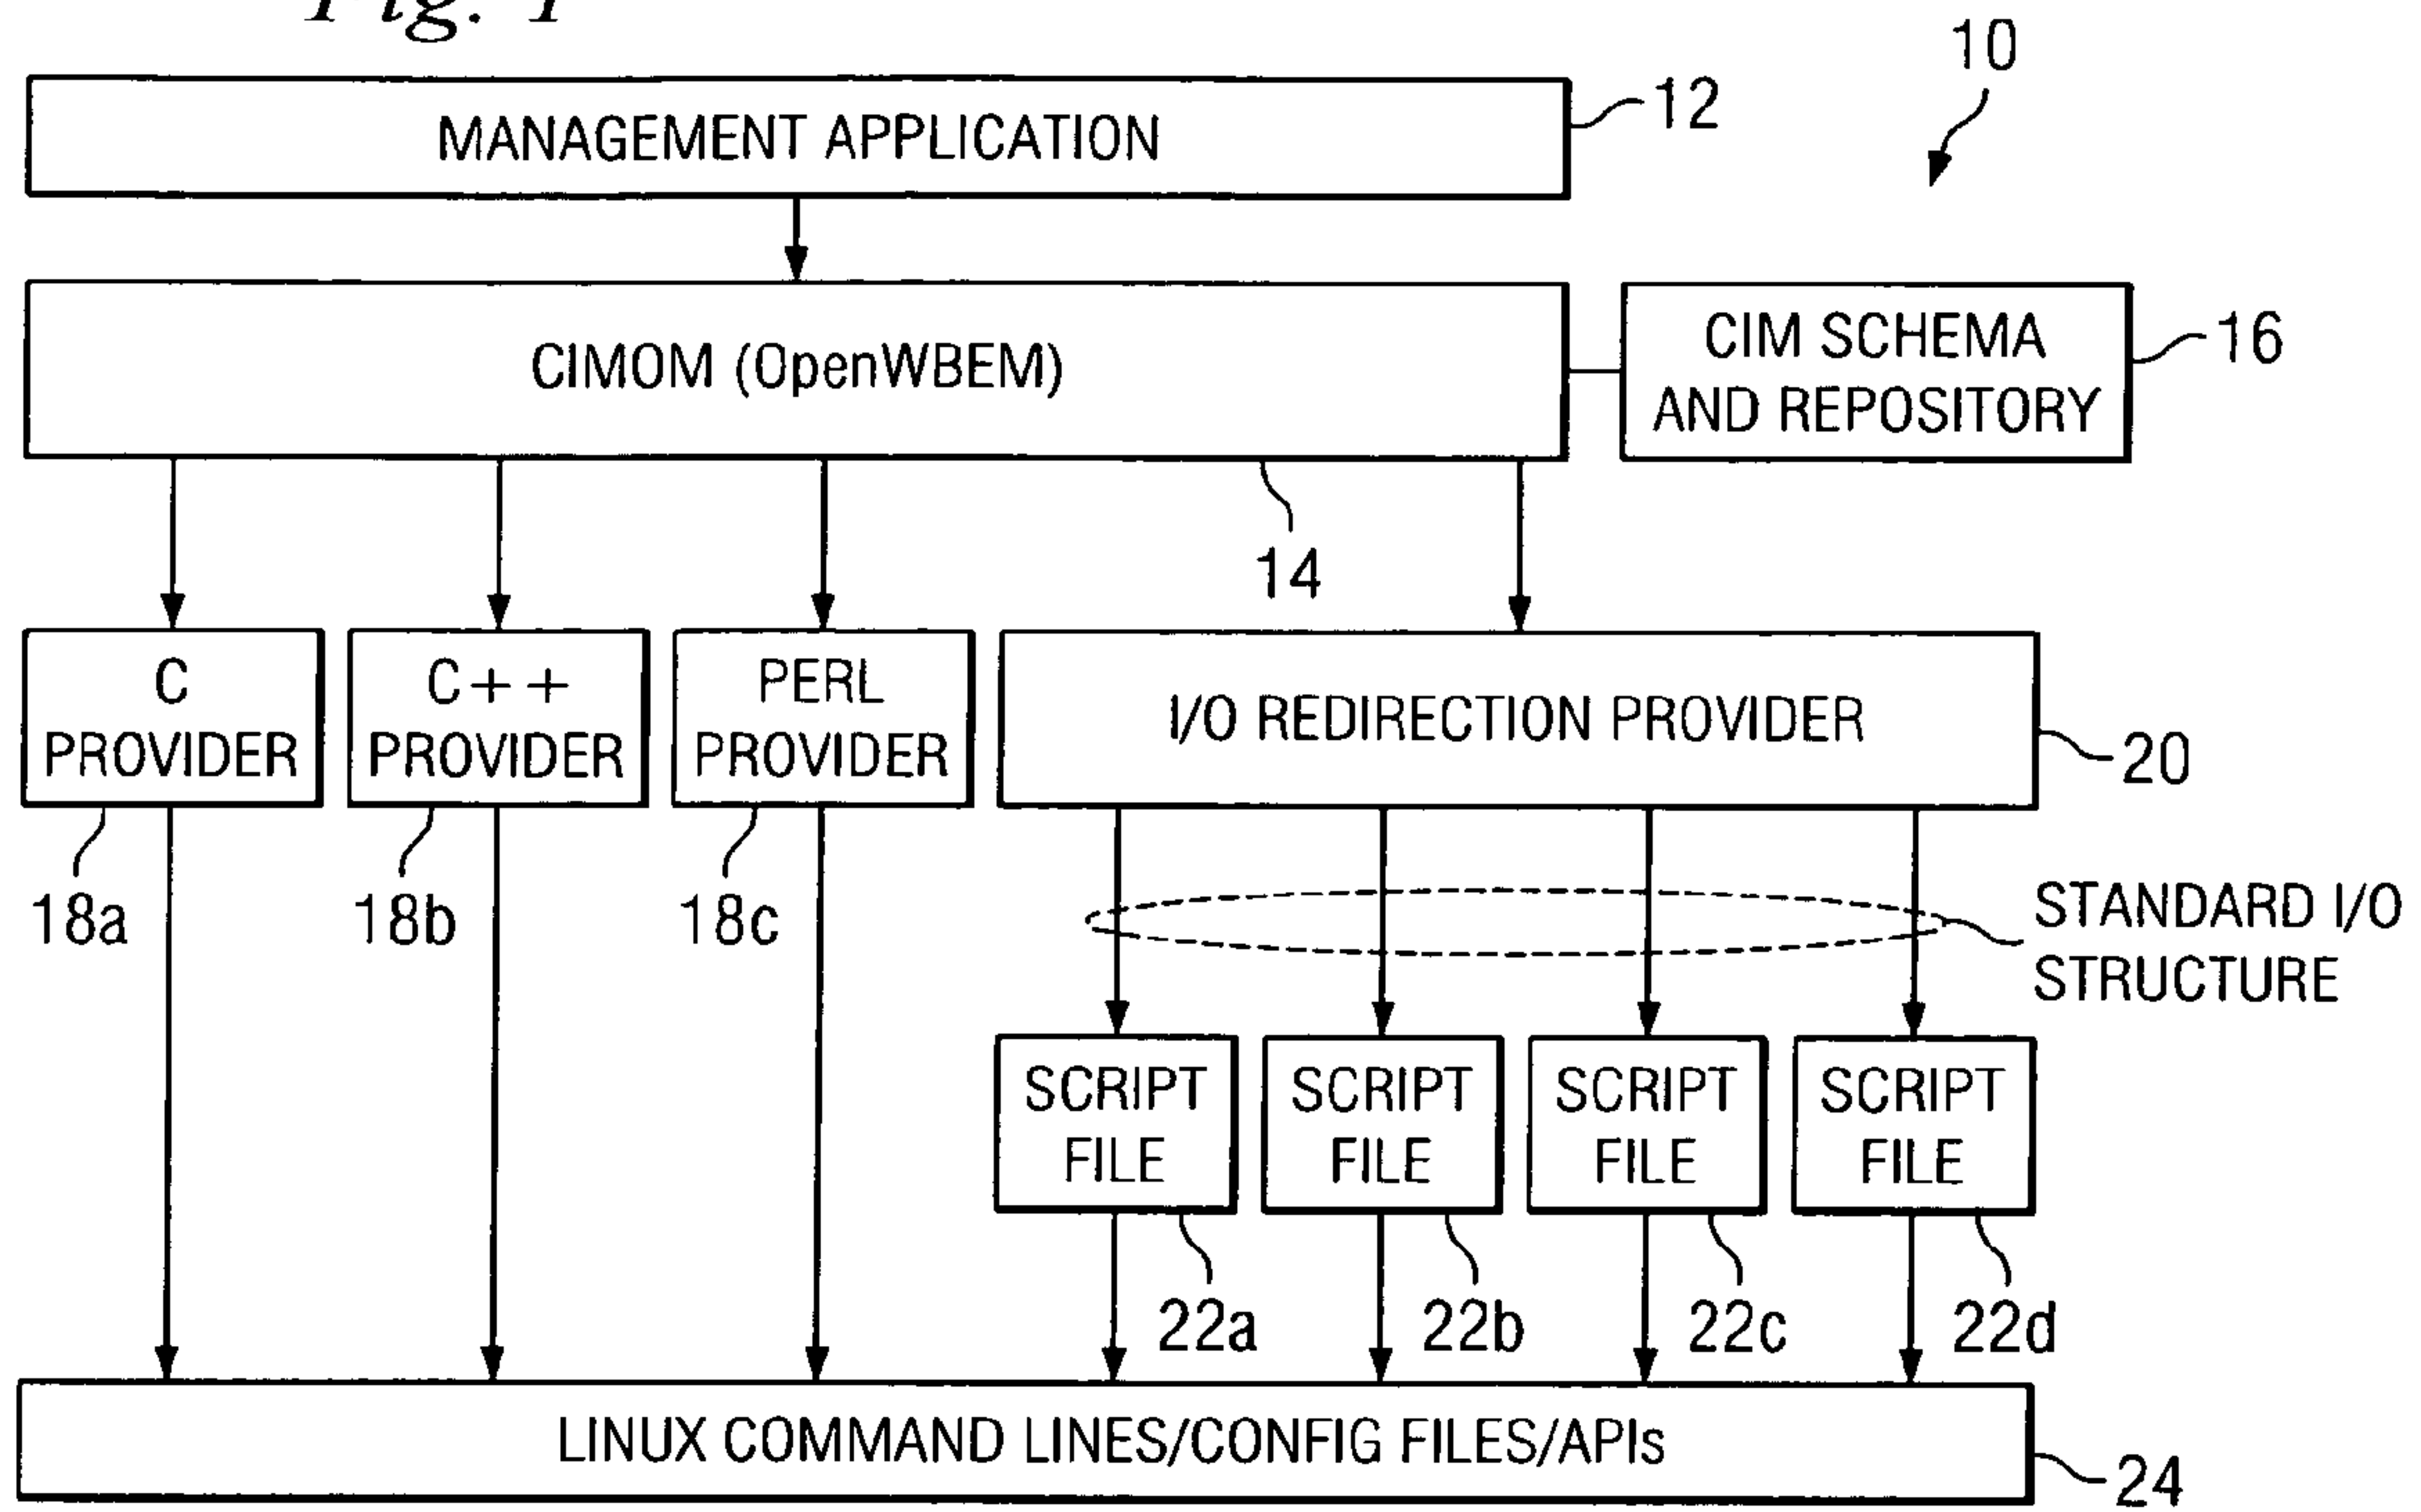 Fig. 1
10
MANAGEMENT APPLICATION
12
CIMOM (OpenWBEM)
CIM SCHEMA
AND REPOSITORY
16
14
C
PROVIDER
C++
PROVIDER
PERL
PROVIDER
I/O REDIRECTION PROVIDER
20
18a
18b
18c
STANDARD I/O
STRUCTURE
SCRIPT
FILE
SCRIPT
FILE
SCRIPT
FILE
SCRIPT
FILE
22a
22b
22c
22d
LINUX COMMAND LINES/CONFIG FILES/APIs
24